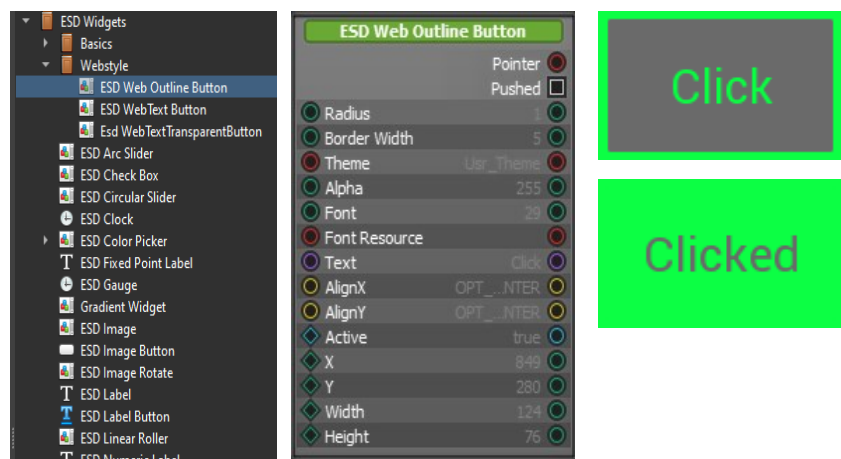 ESD Widgets
Basics
Webstyle
ESD Web Outline Button
ESD WebText Button
Esd WebTextTransparentButton
ESD Arc Slider
ESD Check Box
ESD Circular Slider
ESD Clock
ESD Color Picker
ESD Fixed Point Label
ESD Gauge
Gradient Widget
ESD Image
ESD Image Button
ESD Image Rotate
ESD Label
ESD Label Button
ESD Linear Roller
ESD Numeric Label
ESD Web Outline Button
Pointer
Pushed
Radius 1
Border Width 5
Theme Usr_Theme
Alpha 255
Font 29
Font Resource
Text Click
AlignX OPT_...NTER
AlignY OPT_...NTER
Active true
X 849
Y 280
Width 124
Height 76
Click
Clicked